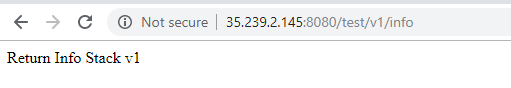 Not secure | 35.239.2.145:8080/test/v1/info
Return Info Stack v1